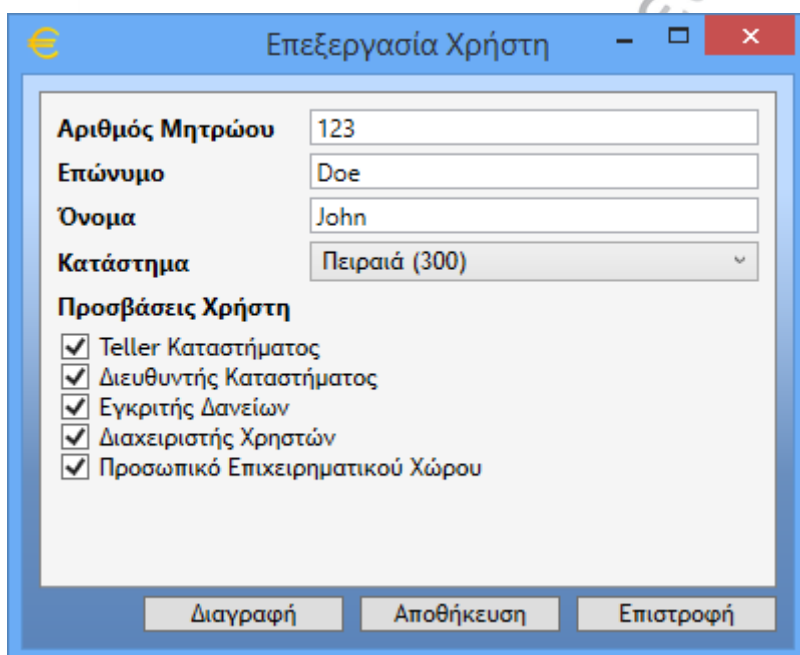 Επεξεργασία Χρήστη
Αριθμός Μητρώου 123
Επώνυμο Doe
Όνομα John
Κατάστημα Πειραιά (300)
Προσβάσεις Χρήστη
Teller Καταστήματος
Διευθυντής Καταστήματος
Εγκριτής Δανείων
Διαχειριστής Χρηστών
Προσωπικό Επιχειρηματικού Χώρου
Διαγραφή Αποθήκευση Επιστροφή